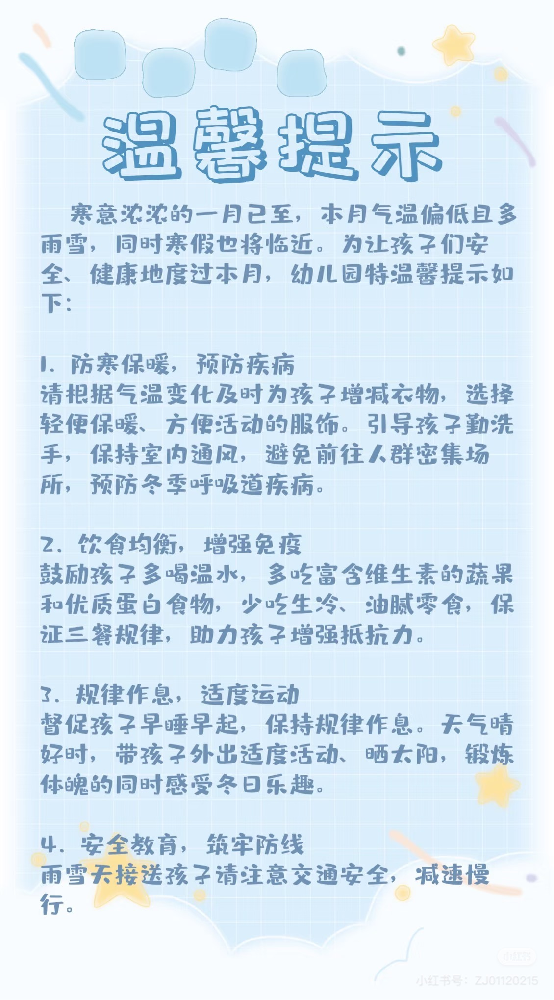 温馨提示
寒意浓浓的一月已至，本月气温偏低且多
雨雪，同时寒假也将临近。为让孩子们安
全、健康地度过本月，幼儿园特温馨提示如
下：
1. 防寒保暖，预防疾病
请根据气温变化及时为孩子增减衣物，选择
轻便保暖、方便活动的服饰。引导孩子勤洗
手，保持室内通风，避免前往人群密集场
所，预防冬季呼吸道疾病。
2. 饮食均衡，增强免疫
鼓励孩子多喝温水，多吃富含维生素的蔬果
和优质蛋白食物，少吃生冷、油腻零食，保
证三餐规律，助力孩子增强抵抗力。
3. 规律作息，适度运动
督促孩子早睡早起，保持规律作息。天气晴
好时，带孩子外出适度活动、晒太阳，锻炼
体魄的同时感受冬日乐趣。
4. 安全教育，筑牢防线
雨雪天接送孩子请注意交通安全，减速慢
行。
小红书
小红书号：ZJ01120215